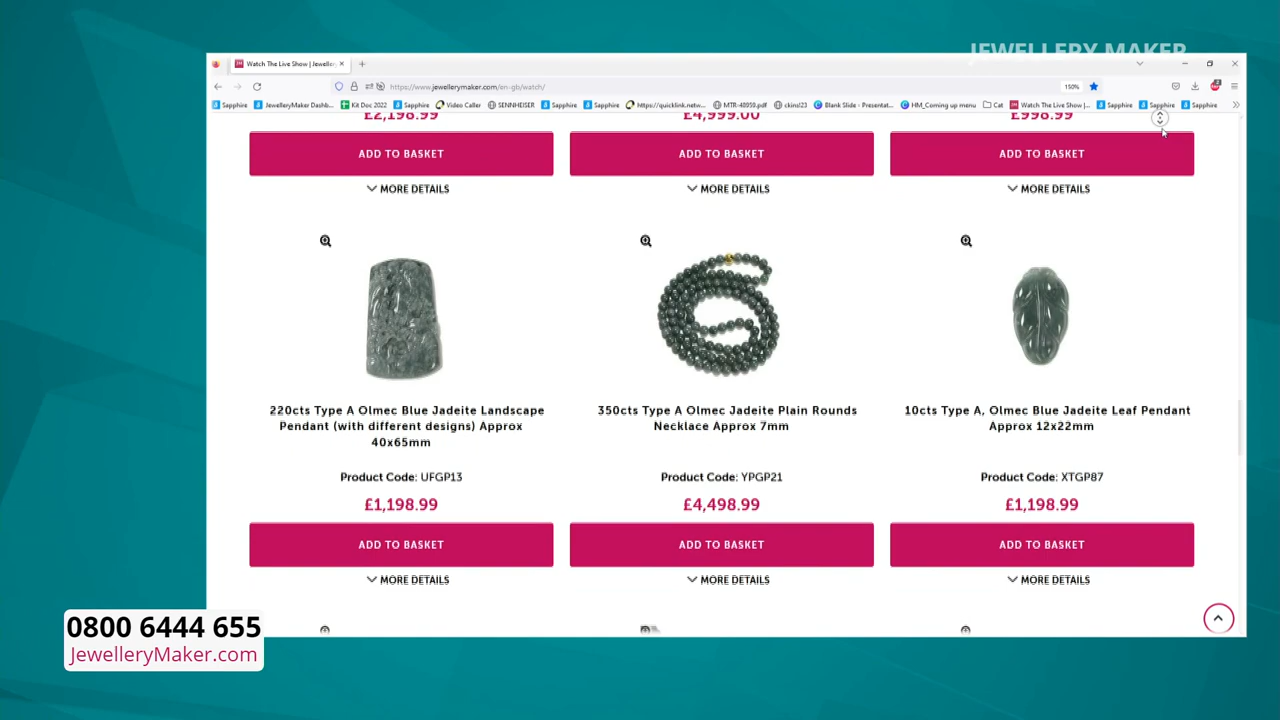 JEWELLERY MAKER
Watch The Live Show | Jeweller
https://www.jewellerymaker.com/en-gb/watch/
150%
Sapphire
JewelleryMaker Dashb...
Kit Doc 2022
Sapphire
Video Caller
SENNHEISER
Sapphire
Sapphire
https://quicklink.netw...
MTR-48959.pdf
ckinsl23
Blank Slide - Presentat...
HM_Coming up menu
Cat
Watch The Live Show |...
Sapphire
Sapphire
Sapphire
£2,198.99
£4,999.00
£998.99
ADD TO BASKET
ADD TO BASKET
ADD TO BASKET
MORE DETAILS
MORE DETAILS
MORE DETAILS
220cts Type A Olmec Blue Jadeite Landscape
Pendant (with different designs) Approx
40x65mm
Product Code: UFGP13
£1,198.99
ADD TO BASKET
MORE DETAILS
350cts Type A Olmec Jadeite Plain Rounds
Necklace Approx 7mm
Product Code: YPGP21
£4,498.99
ADD TO BASKET
MORE DETAILS
10cts Type A, Olmec Blue Jadeite Leaf Pendant
Approx 12x22mm
Product Code: XTGP87
£1,198.99
ADD TO BASKET
MORE DETAILS
0800 6444 655
JewelleryMaker.com